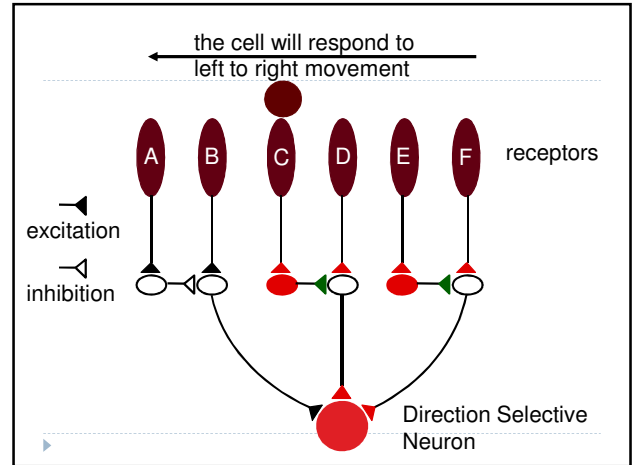 the cell will respond to
left to right movement
A B C D E F
receptors
excitation
inhibition
Direction Selective
Neuron